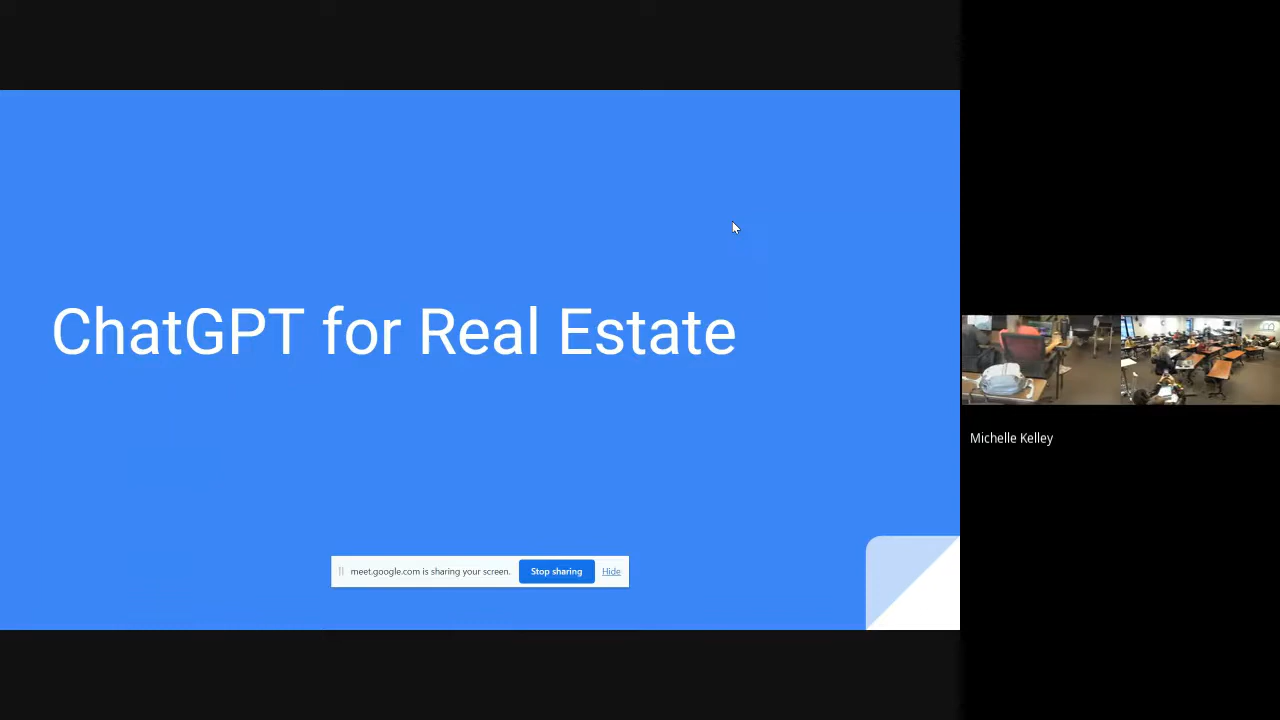 ChatGPT for Real Estate
meet.google.com is sharing your screen. Stop sharing Hide
Michelle Kelley